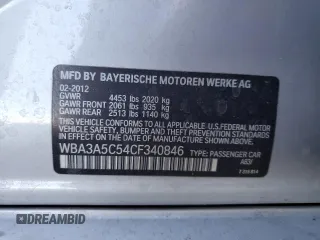 MFD BY BAYERISCHE MOTOREN WERKE AG
02-2012
GVWR 4453 lbs 2020 kg
GAWR FRONT 2061 lbs 935 kg
GAWR REAR 2513 lbs 1140 kg
THIS VEHICLE CONFORMS TO ALL APPLICABLE
U.S. FEDERAL MOTOR VEHICLE SAFETY,
BUMPER, AND THEFT PREVENTION STANDARDS
IN EFFECT ON THE DATE OF
MANUFACTURE SHOWN ABOVE.
WBA3A5C54CF340846 TYPE: PASSENGER CAR
DREAMBID